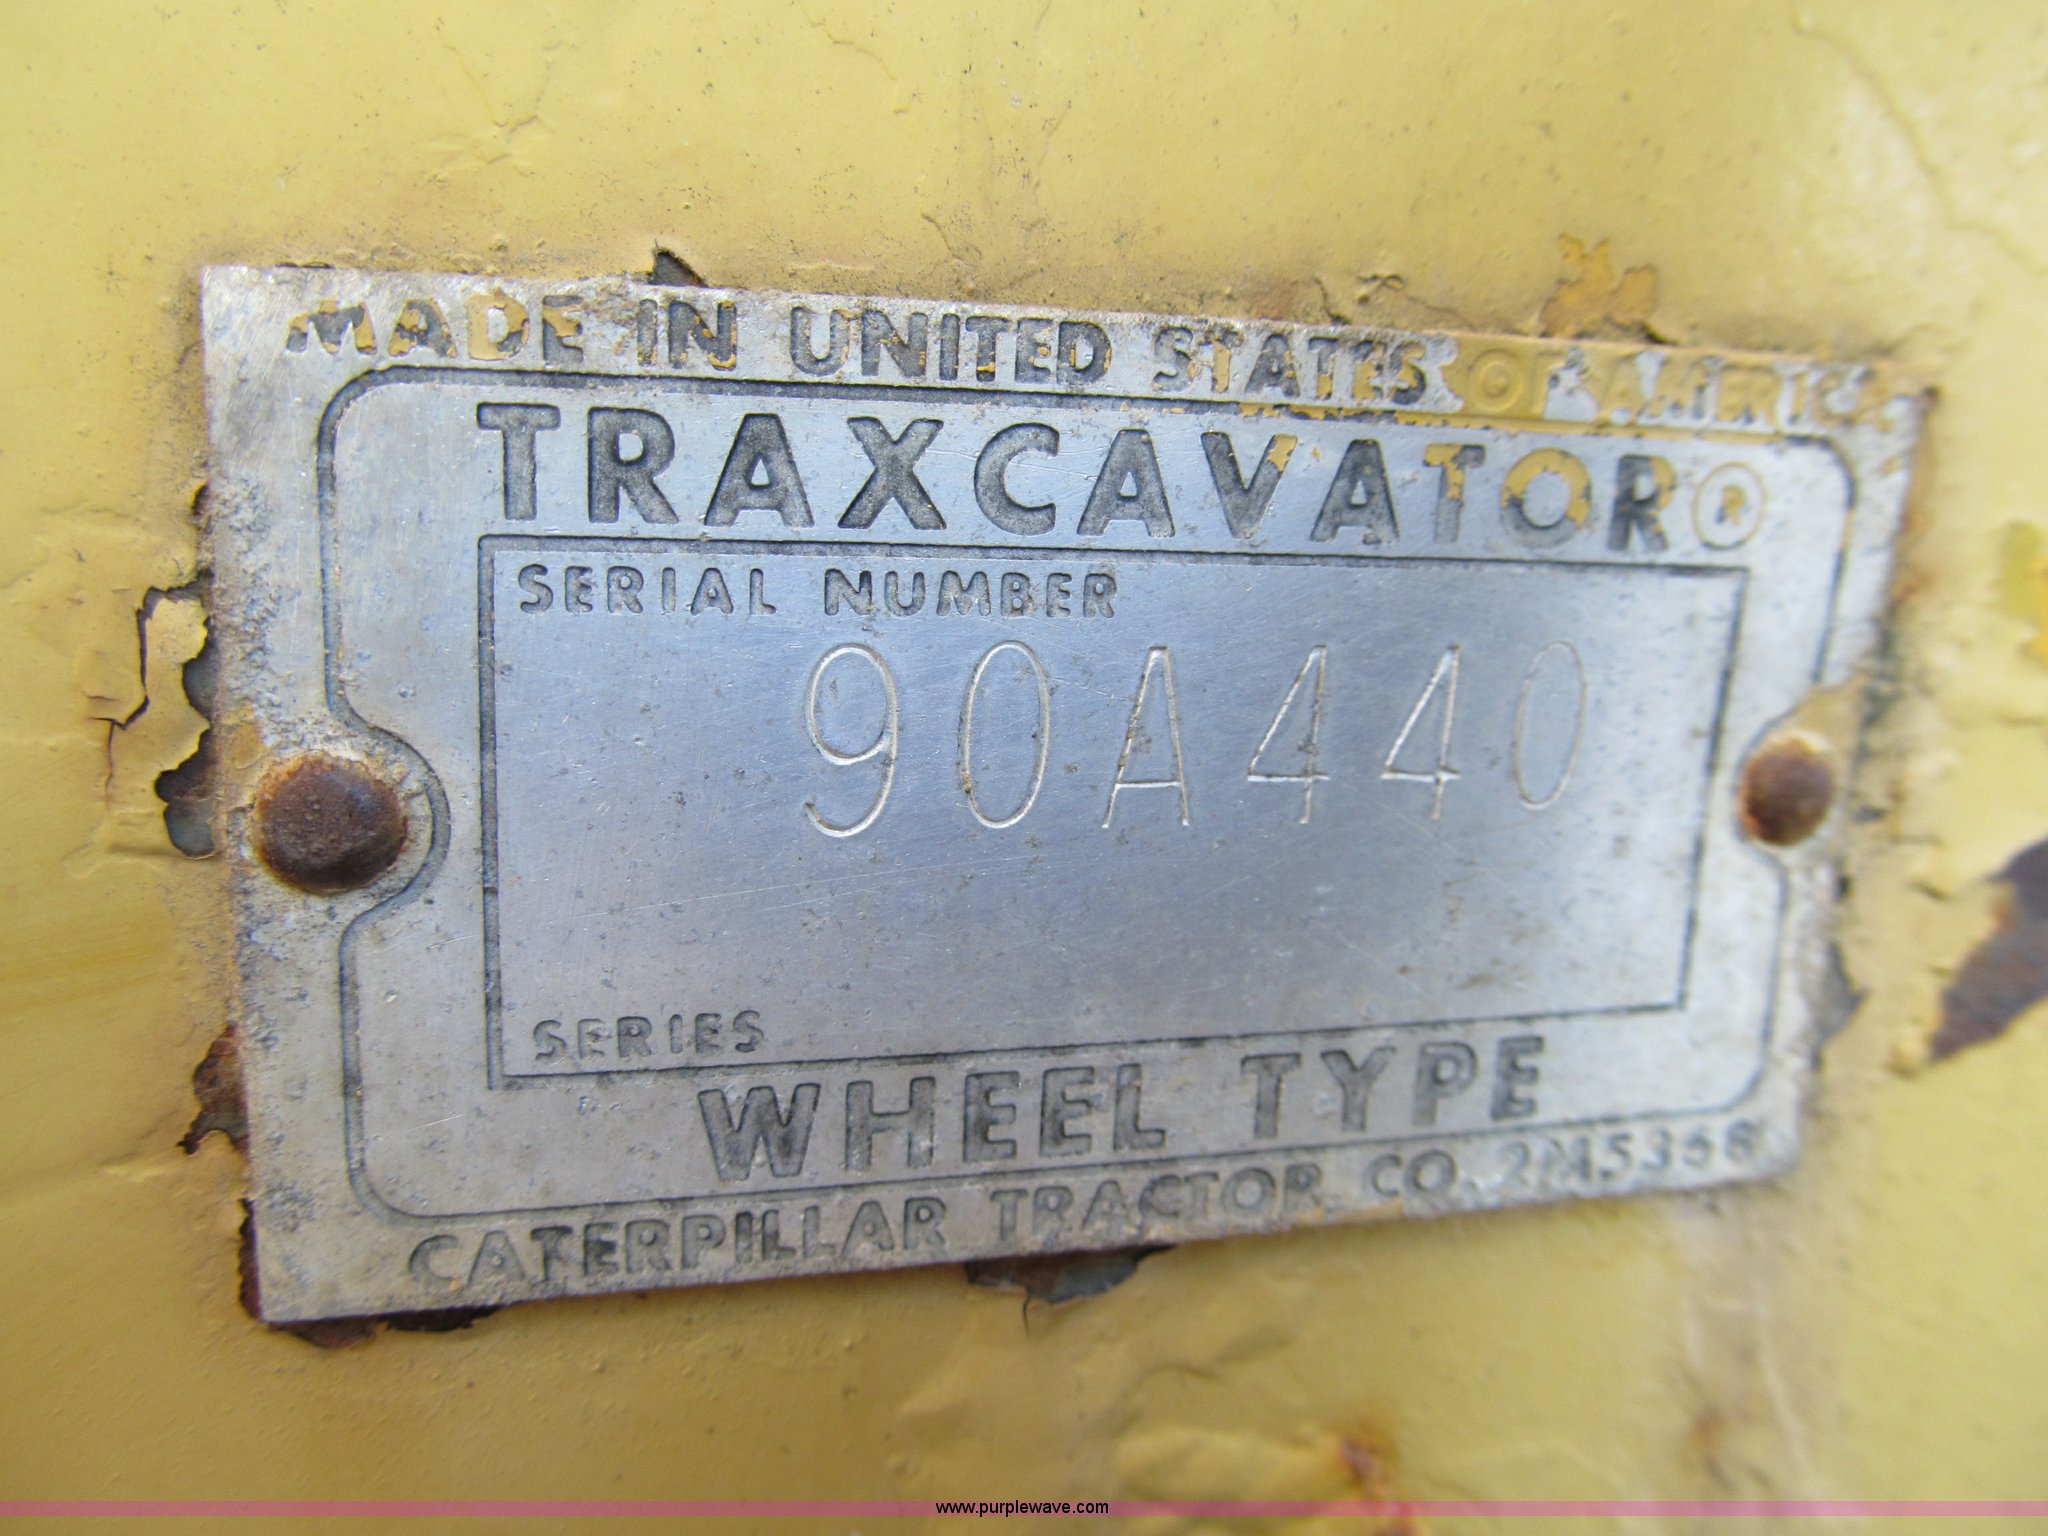 MADE IN UNITED STATES OF AMERICA
TRAXCAVATOR®
SERIAL NUMBER
90A440
SERIES
WHEEL TYPE
CATERPILLAR TRACTOR CO. 2M5368
www.purplewave.com